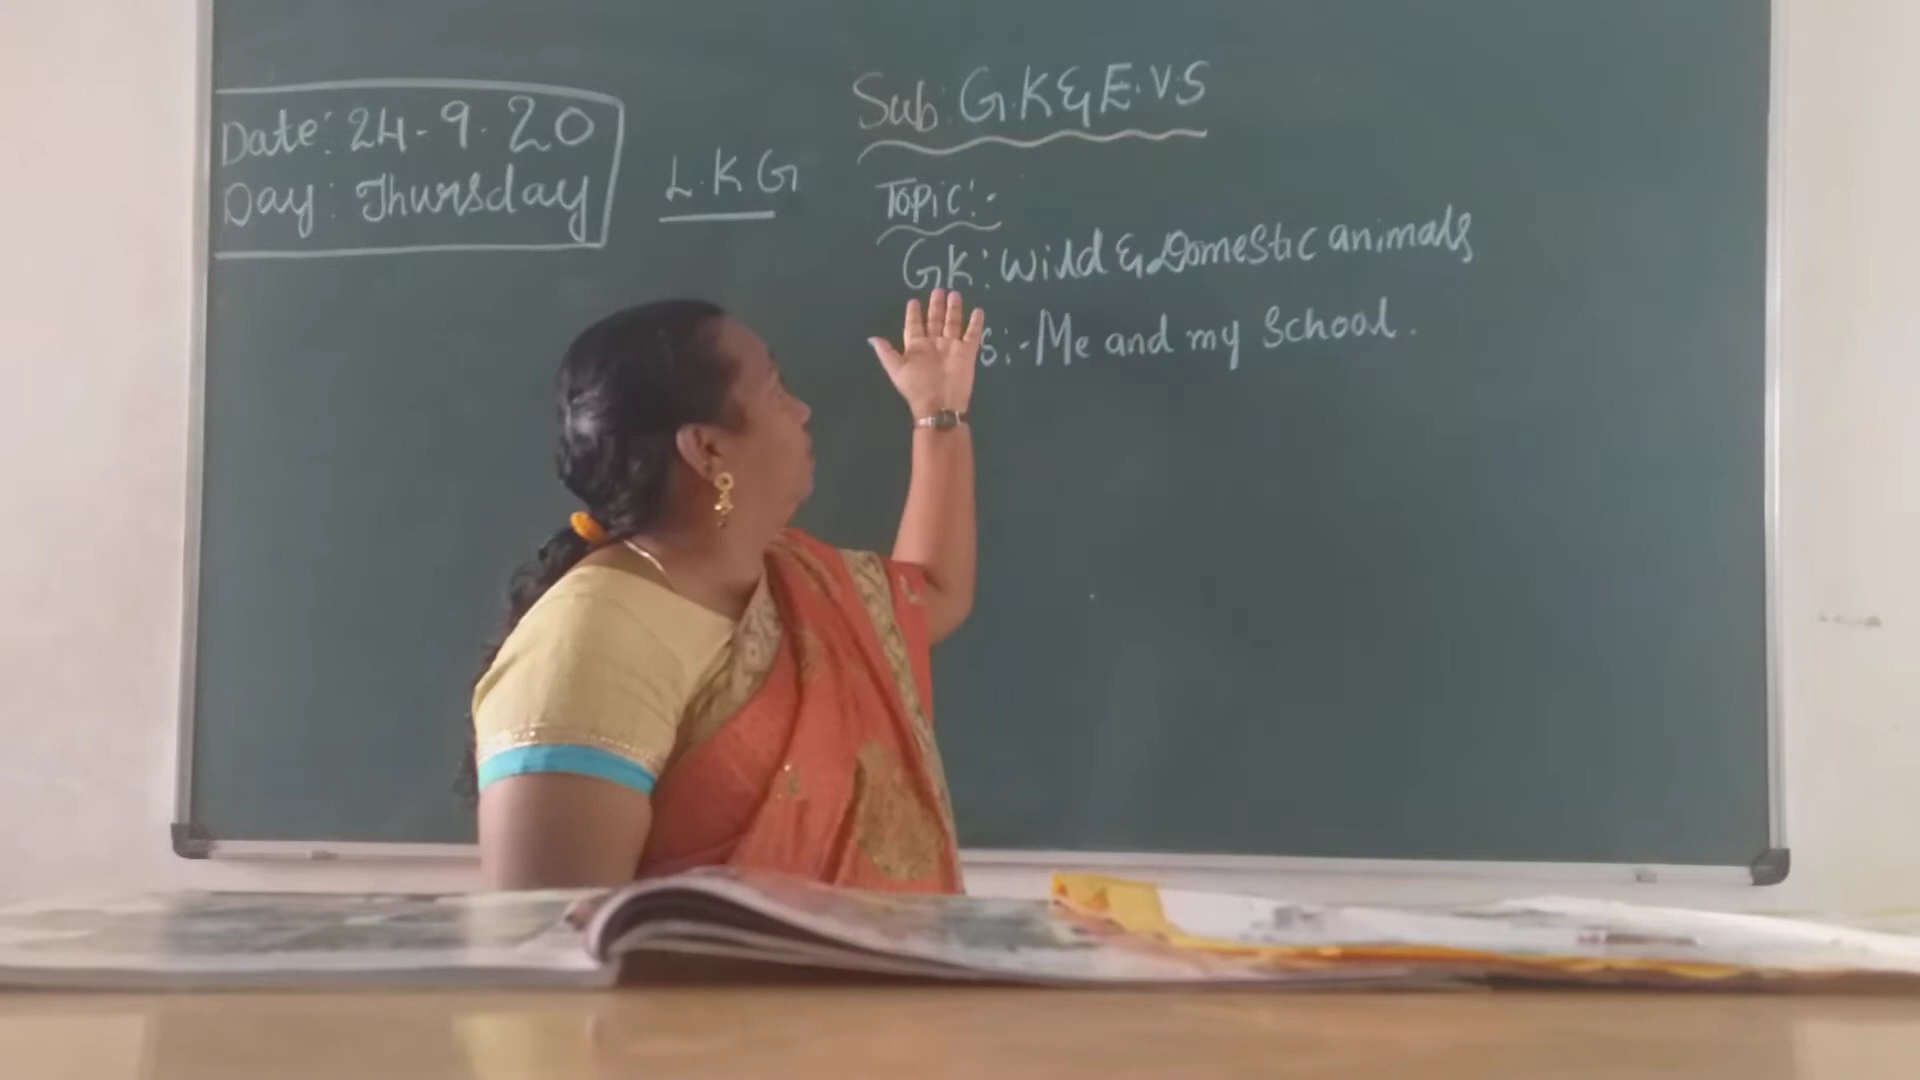 Date: 24-9-20
Day: Thursday
L.K.G
Sub: G.K & E.V.S
Topic:-
GK: Wild & Domestic animals
S:- Me and my School.